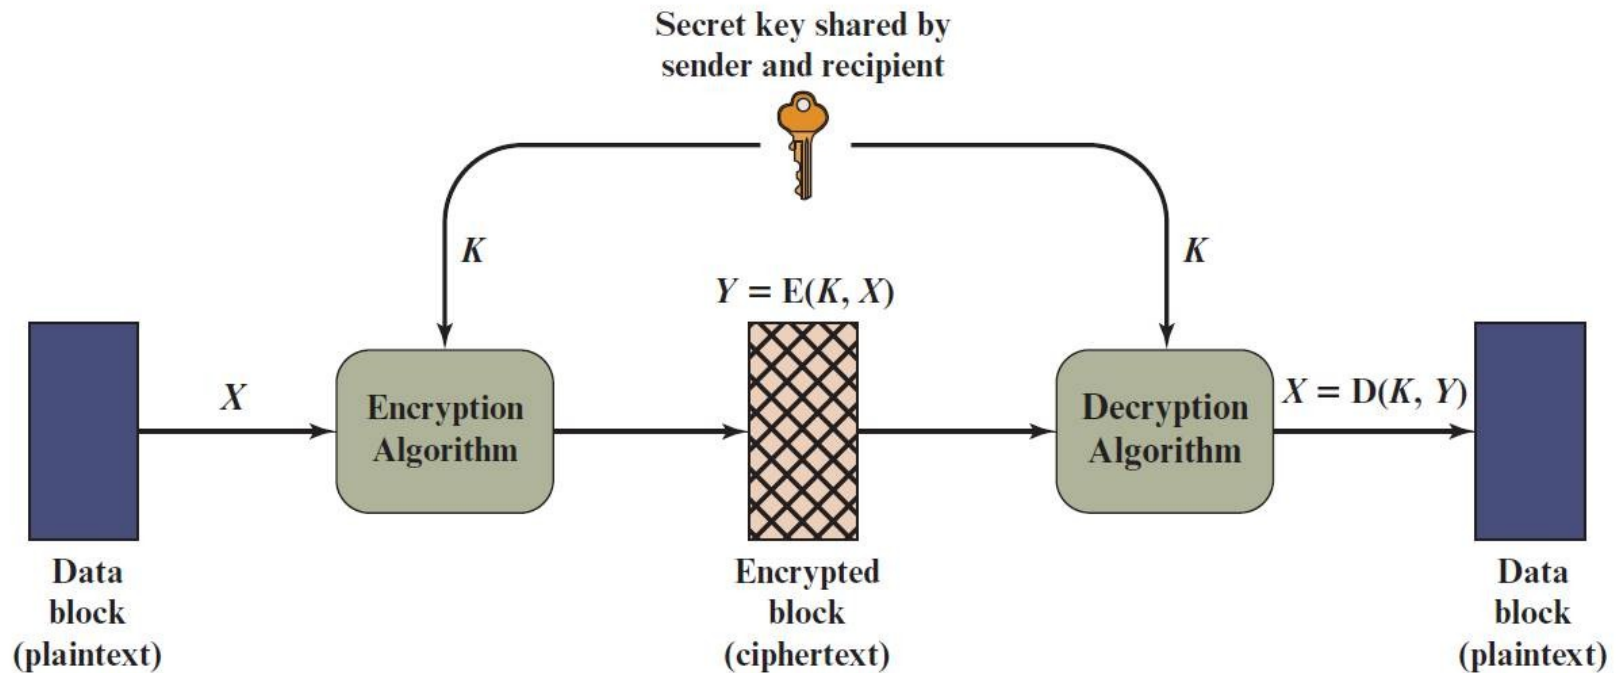 Secret key shared by
sender and recipient
K
K
Y = E(K, X)
X
Encryption
Algorithm
Decryption
Algorithm
X = D(K, Y)
Data
block
(plaintext)
Encrypted
block
(ciphertext)
Data
block
(plaintext)